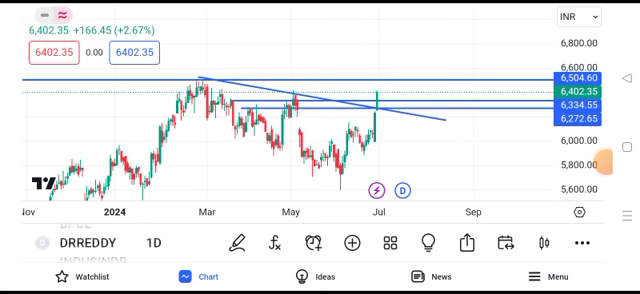 6,402.35 +166.45 (+2.67%)
INR
6402.35 0.00 6402.35
6,800.00
6,600.00
6,504.60
6,402.35
6,334.55
6,272.65
6,000.00
5,800.00
5,600.00
Nov 2024 Mar May Jul Sep
D
D DRREDDY 1D
INDUSINDB
Watchlist Chart Ideas News Menu